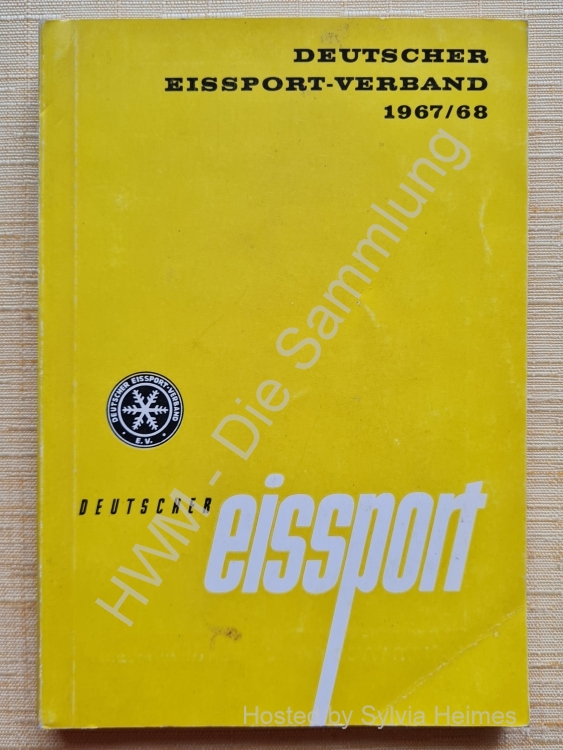 DEUTSCHER
EISSPORT-VERBAND
1967/68
HWM - Die Sammlung
DEUTSCHER EISSPORT-VERBAND
E.V.
DEUTSCHER
eissport
Hosted by Sylvia Heimes